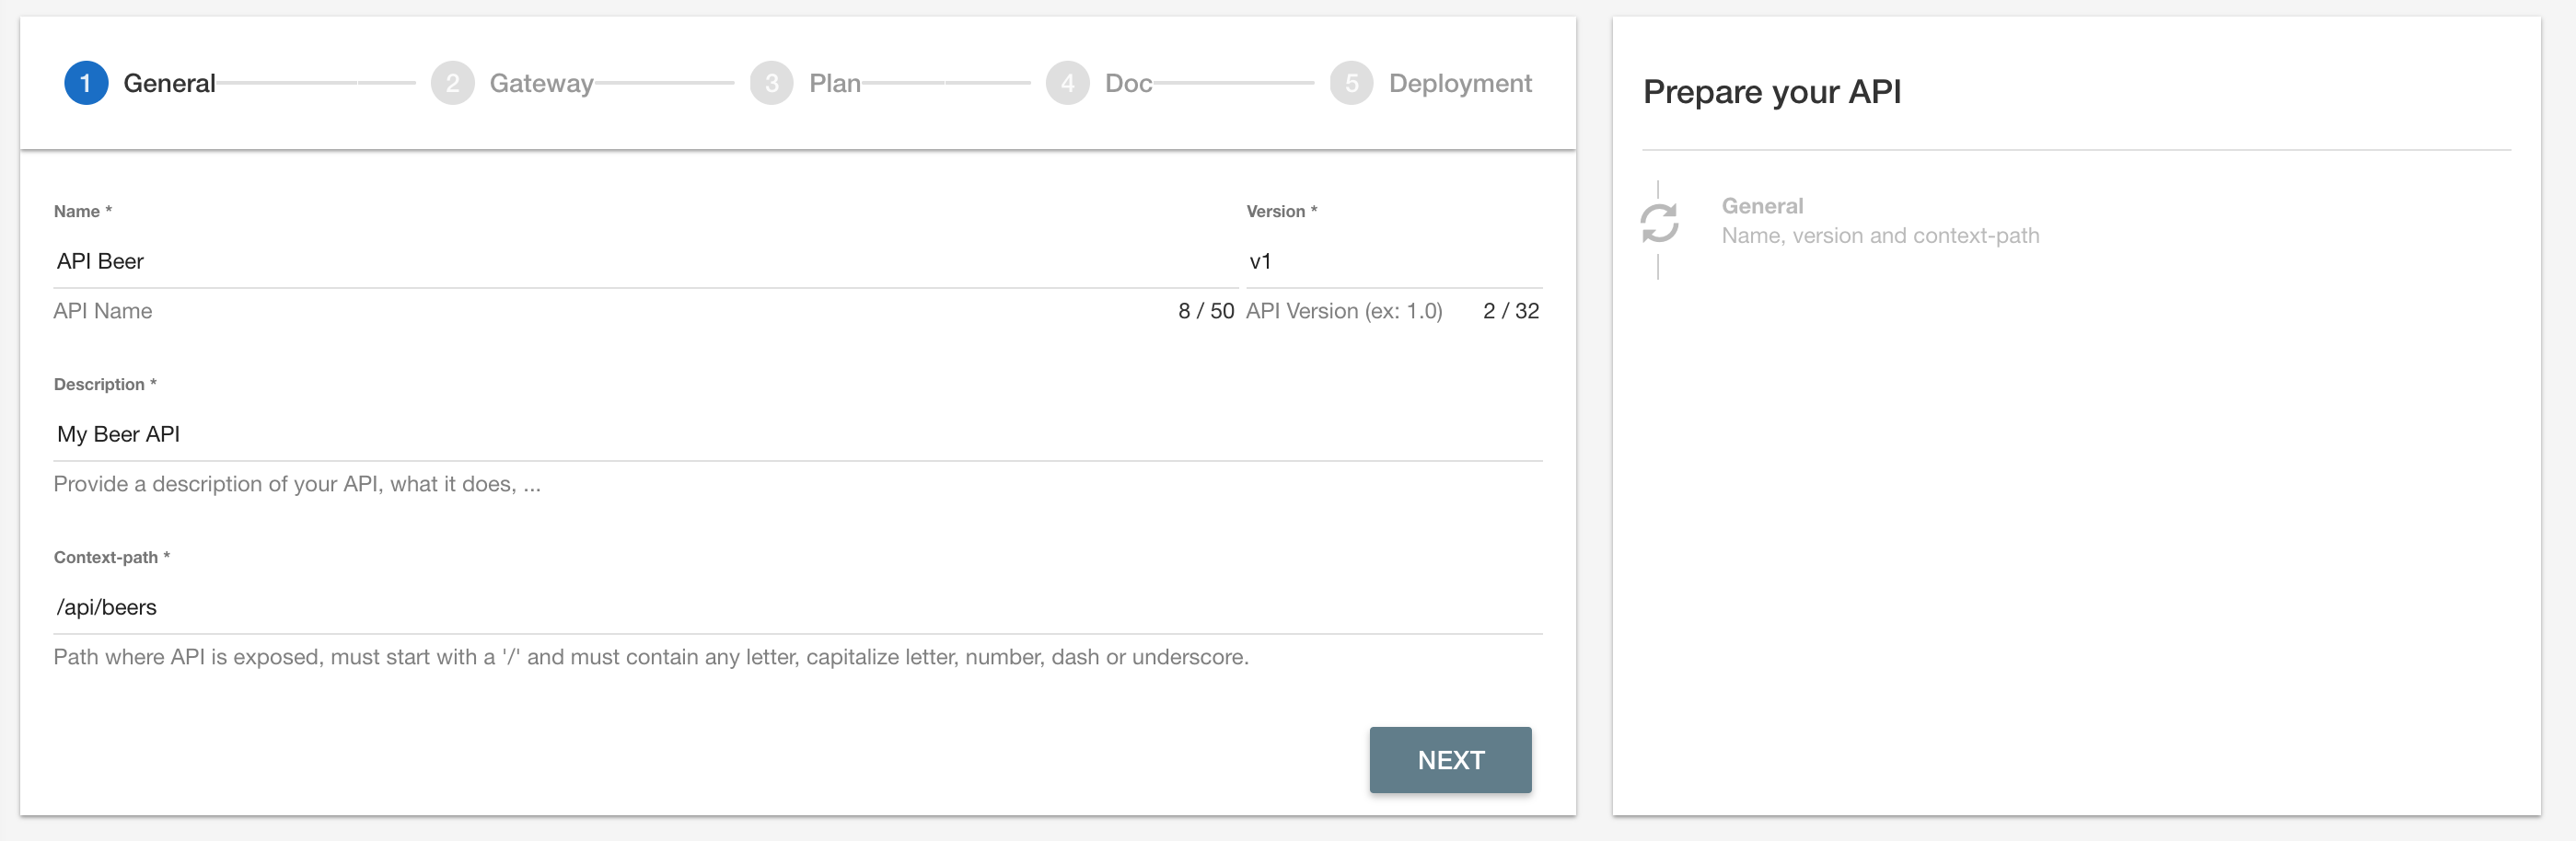 1 General 2 Gateway 3 Plan 4 Doc 5 Deployment
Name * Version *
API Beer v1
API Name 8 / 50 API Version (ex: 1.0) 2 / 32
Description *
My Beer API
Provide a description of your API, what it does, ...
Context-path *
/api/beers
Path where API is exposed, must start with a '/' and must contain any letter, capitalize letter, number, dash or underscore.
NEXT
Prepare your API
General
Name, version and context-path